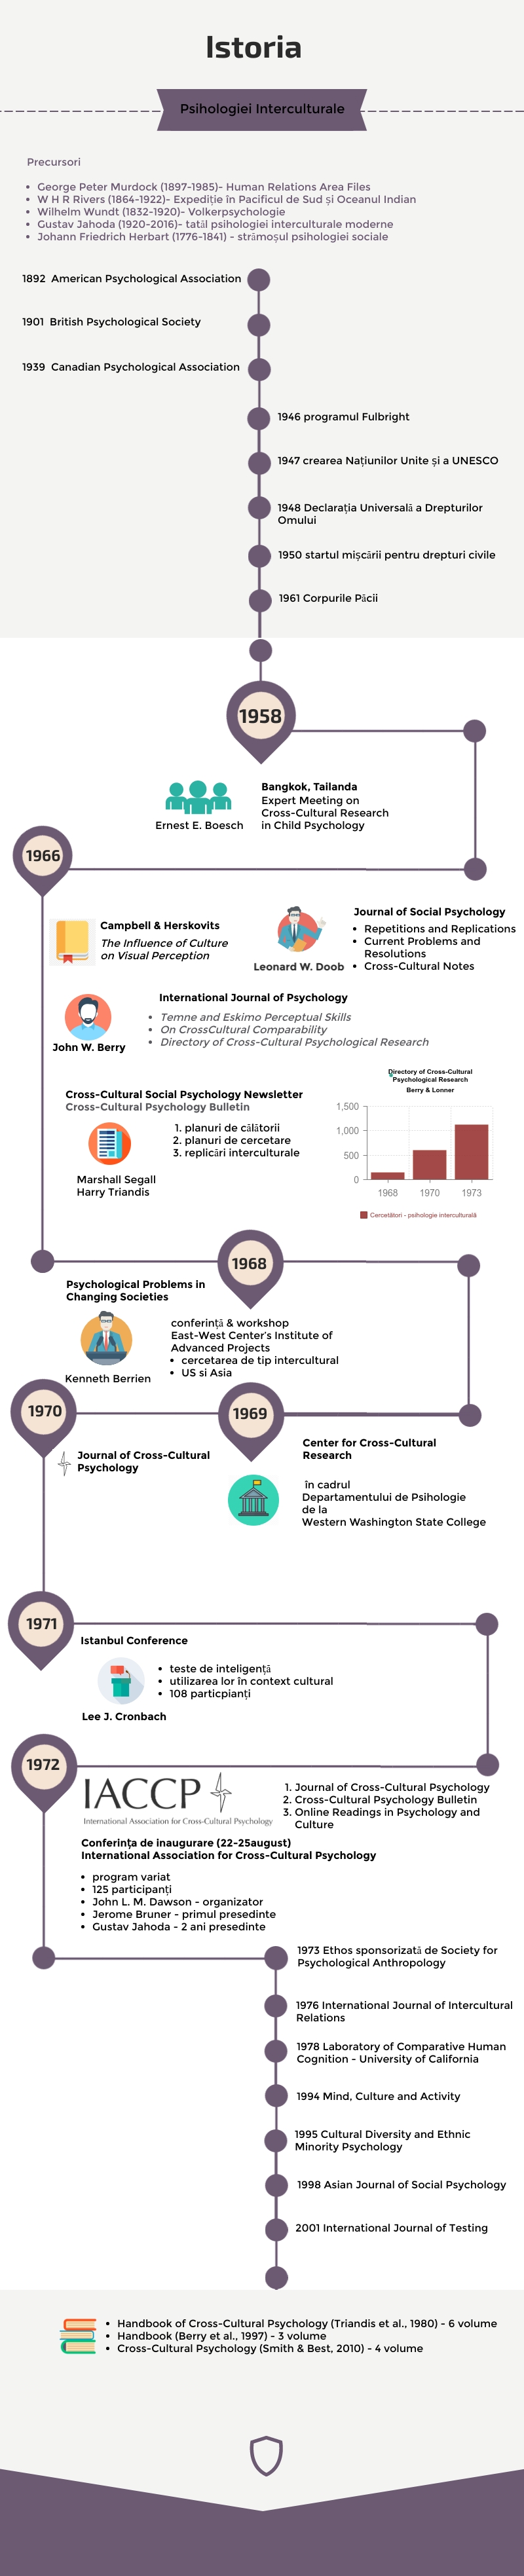 Istoria
Psihologiei Interculturale
Precursori
George Peter Murdock (1897-1985)- Human Relations Area Files
W H R Rivers (1864-1922)- Expediție în Pacificul de Sud și Oceanul Indian
Wilhelm Wundt (1832-1920)- Volkerpsychologie
Gustav Jahoda (1920-2016)- tatăl psihologiei interculturale moderne
Johann Friedrich Herbart (1776-1841) - strămoșul psihologiei sociale
1892 American Psychological Association
1901 British Psychological Society
1939 Canadian Psychological Association
1946 programul Fulbright
1947 crearea Națiunilor Unite și a UNESCO
1948 Declarația Universală a Drepturilor
Omului
1950 startul mișcării pentru drepturi civile
1961 Corpurile Păcii
1958
Bangkok, Tailanda
Expert Meeting on
Cross-Cultural Research
in Child Psychology
Ernest E. Boesch
1966
Campbell & Herskovits
The Influence of Culture
on Visual Perception
Journal of Social Psychology
Repetitions and Replications
Current Problems and
Resolutions
Cross-Cultural Notes
Leonard W. Doob
International Journal of Psychology
Temne and Eskimo Perceptual Skills
On CrossCultural Comparability
Directory of Cross-Cultural Psychological Research
John W. Berry
Cross-Cultural Social Psychology Newsletter
Cross-Cultural Psychology Bulletin
1. planuri de călătorii
2. planuri de cercetare
3. replicări interculturale
Marshall Segall
Harry Triandis
Directory of Cross-Cultural
Psychological Research
Berry & Lonner
1,500
1,000
500
0
1968 1970 1973
Cercetători - psihologie interculturală
1968
Psychological Problems in
Changing Societies
conferință & workshop
East-West Center's Institute of
Advanced Projects
cercetarea de tip intercultural
US si Asia
Kenneth Berrien
1970
1969
Journal of Cross-Cultural
Psychology
Center for Cross-Cultural
Research
în cadrul
Departamentului de Psihologie
de la
Western Washington State College
1971
Istanbul Conference
teste de inteligență
utilizarea lor în context cultural
108 particpianți
Lee J. Cronbach
1972
IACCP
International Association for Cross-Cultural Psychology
1. Journal of Cross-Cultural Psychology
2. Cross-Cultural Psychology Bulletin
3. Online Readings in Psychology and
Culture
Conferința de inaugurare (22-25august)
International Association for Cross-Cultural Psychology
program variat
125 participanți
John L. M. Dawson - organizator
Jerome Bruner - primul presedinte
Gustav Jahoda - 2 ani presedinte
1973 Ethos sponsorizată de Society for
Psychological Anthropology
1976 International Journal of Intercultural
Relations
1978 Laboratory of Comparative Human
Cognition - University of California
1994 Mind, Culture and Activity
1995 Cultural Diversity and Ethnic
Minority Psychology
1998 Asian Journal of Social Psychology
2001 International Journal of Testing
Handbook of Cross-Cultural Psychology (Triandis et al., 1980) - 6 volume
Handbook (Berry et al., 1997) - 3 volume
Cross-Cultural Psychology (Smith & Best, 2010) - 4 volume